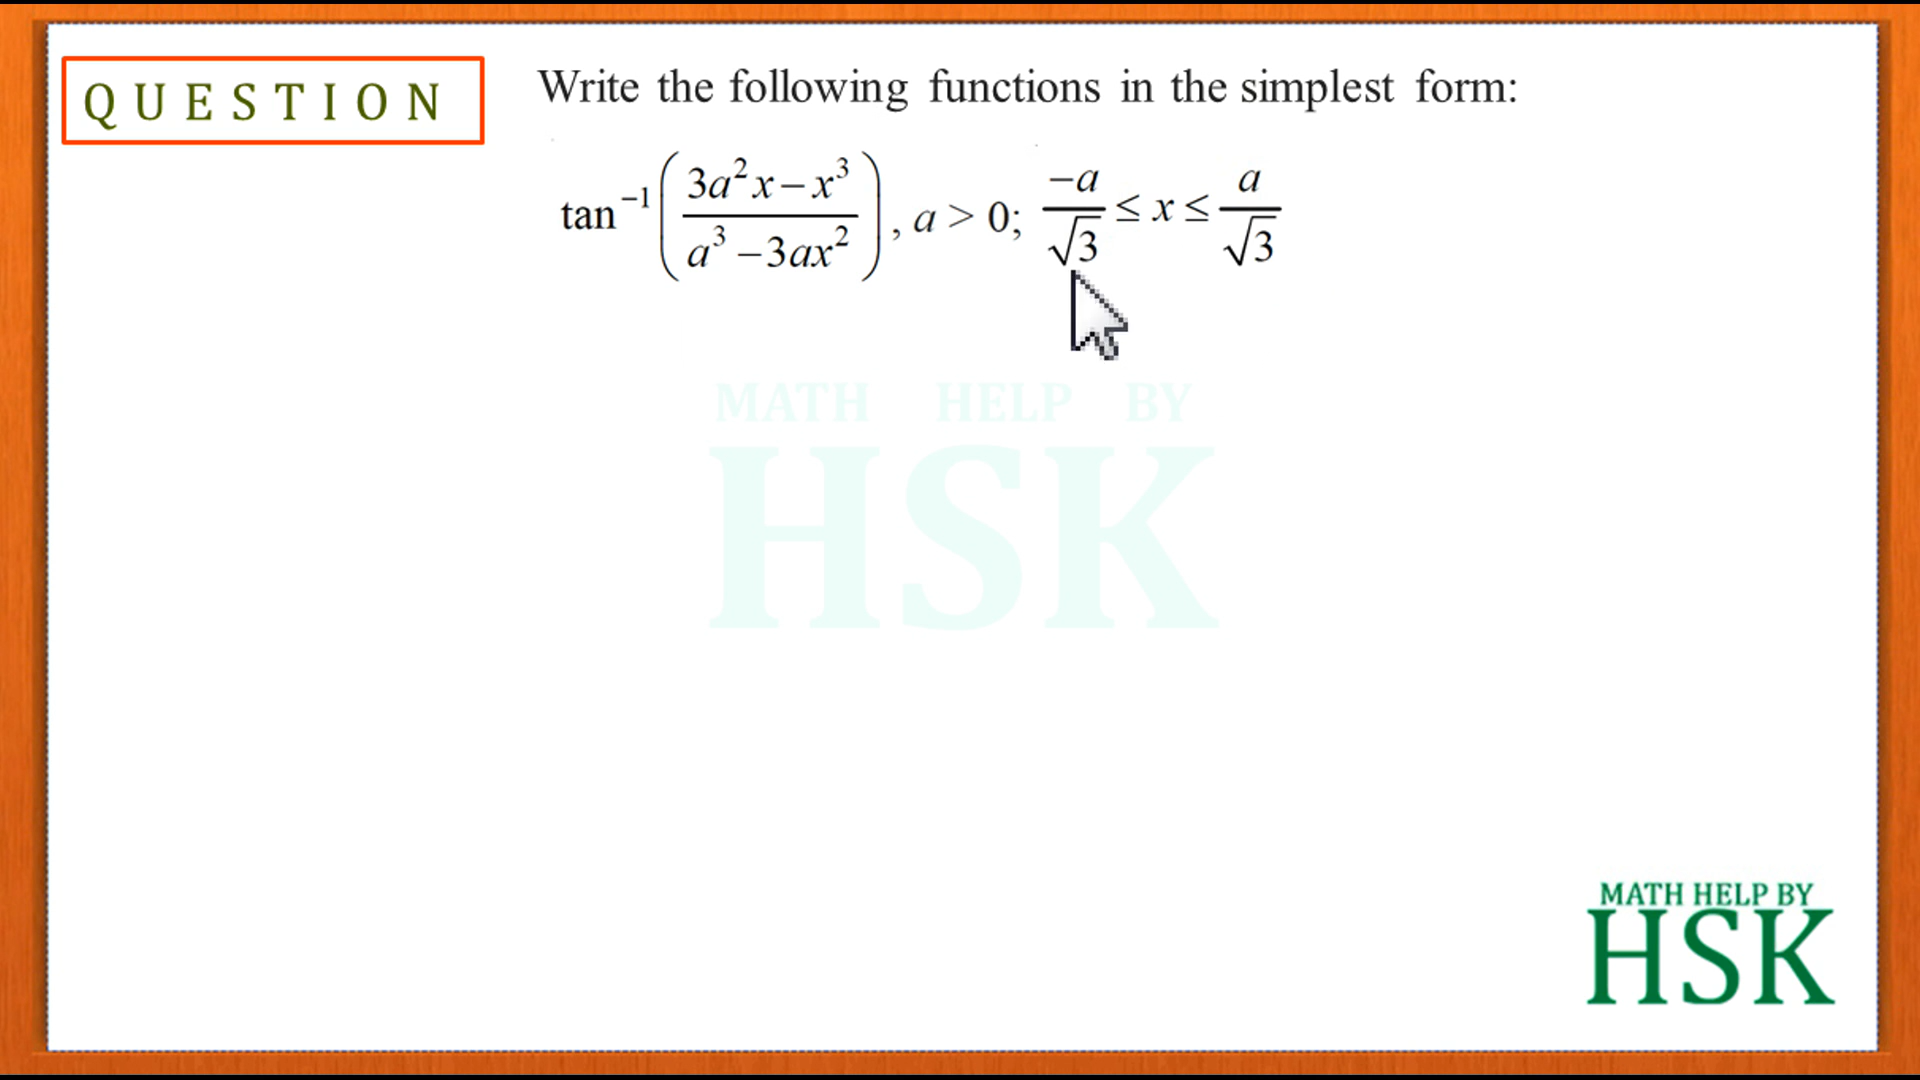 QUESTION
Write the following functions in the simplest form:
tan⁻¹((3a²x − x³)/(a³ − 3ax²)), a > 0; −a/√3 ≤ x ≤ a/√3
MATH HELP BY
HSK
MATH HELP BY
HSK